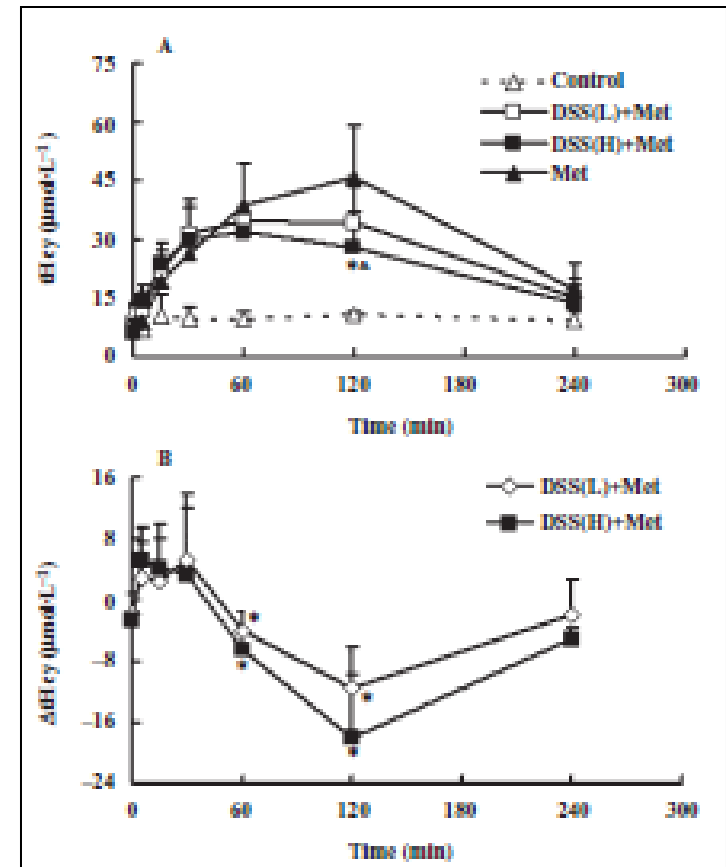 A
75
60
45
30
15
0
tHcy (μmol·L⁻¹)
Control
DSS(L)+Met
DSS(H)+Met
Met
*▲
0 60 120 180 240 300
Time (min)
B
16
8
0
−8
−16
−24
ΔtHcy (μmol·L⁻¹)
DSS(L)+Met
DSS(H)+Met
*
*
*
*
0 60 120 180 240 300
Time (min)